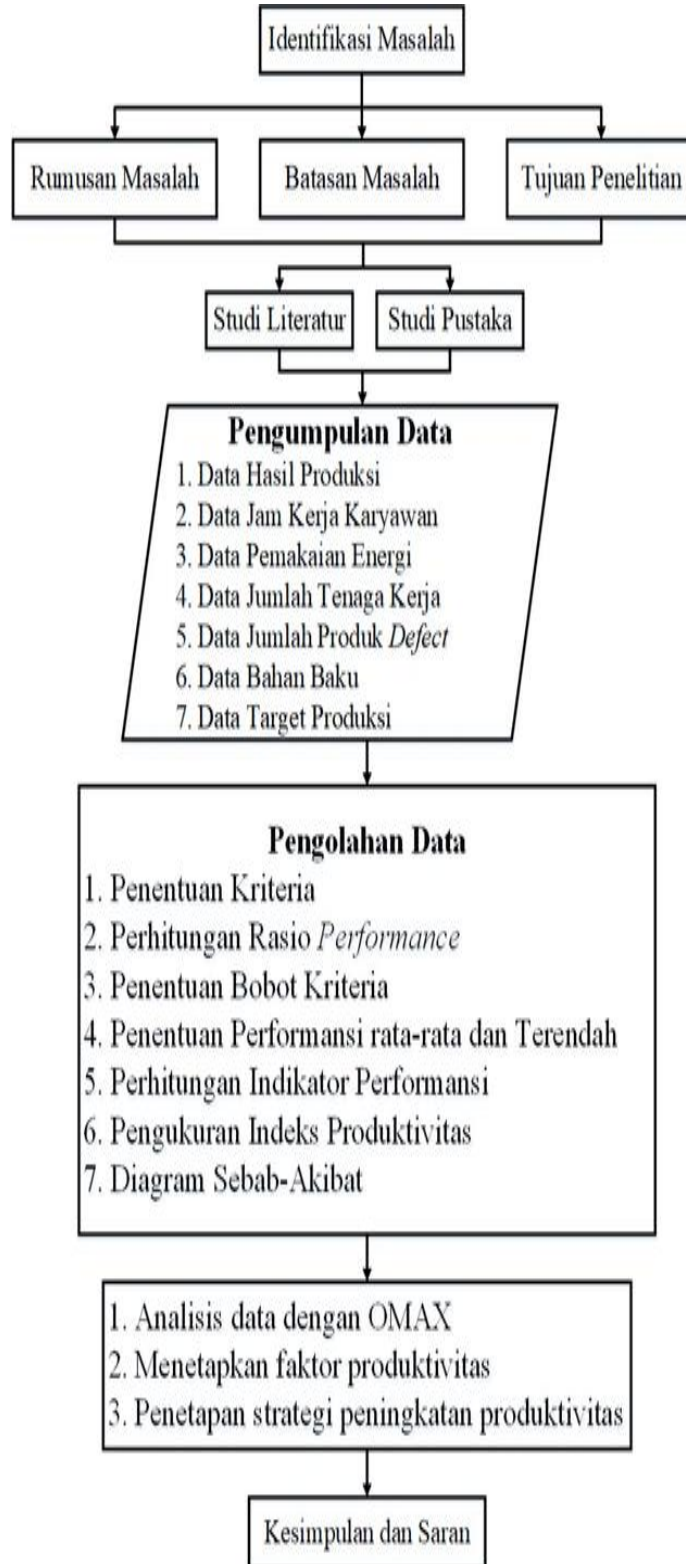 Identifikasi Masalah
Rumusan Masalah
Batasan Masalah
Tujuan Penelitian
Studi Literatur
Studi Pustaka
Pengumpulan Data
1. Data Hasil Produksi
2. Data Jam Kerja Karyawan
3. Data Pemakaian Energi
4. Data Jumlah Tenaga Kerja
5. Data Jumlah Produk Defect
6. Data Bahan Baku
7. Data Target Produksi
Pengolahan Data
1. Penentuan Kriteria
2. Perhitungan Rasio Performance
3. Penentuan Bobot Kriteria
4. Penentuan Performansi rata-rata dan Terendah
5. Perhitungan Indikator Performansi
6. Pengukuran Indeks Produktivitas
7. Diagram Sebab-Akibat
1. Analisis data dengan OMAX
2. Menetapkan faktor produktivitas
3. Penetapan strategi peningkatan produktivitas
Kesimpulan dan Saran